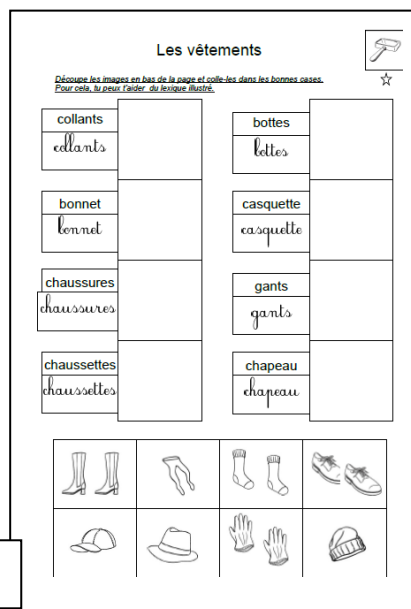 Les vêtements
Découpe les images en bas de la page et colle-les dans les bonnes cases.
Pour cela, tu peux t'aider du lexique illustré.
collants
collants
bonnet
bonnet
chaussures
chaussures
chaussettes
chaussettes
bottes
bottes
casquette
casquette
gants
gants
chapeau
chapeau